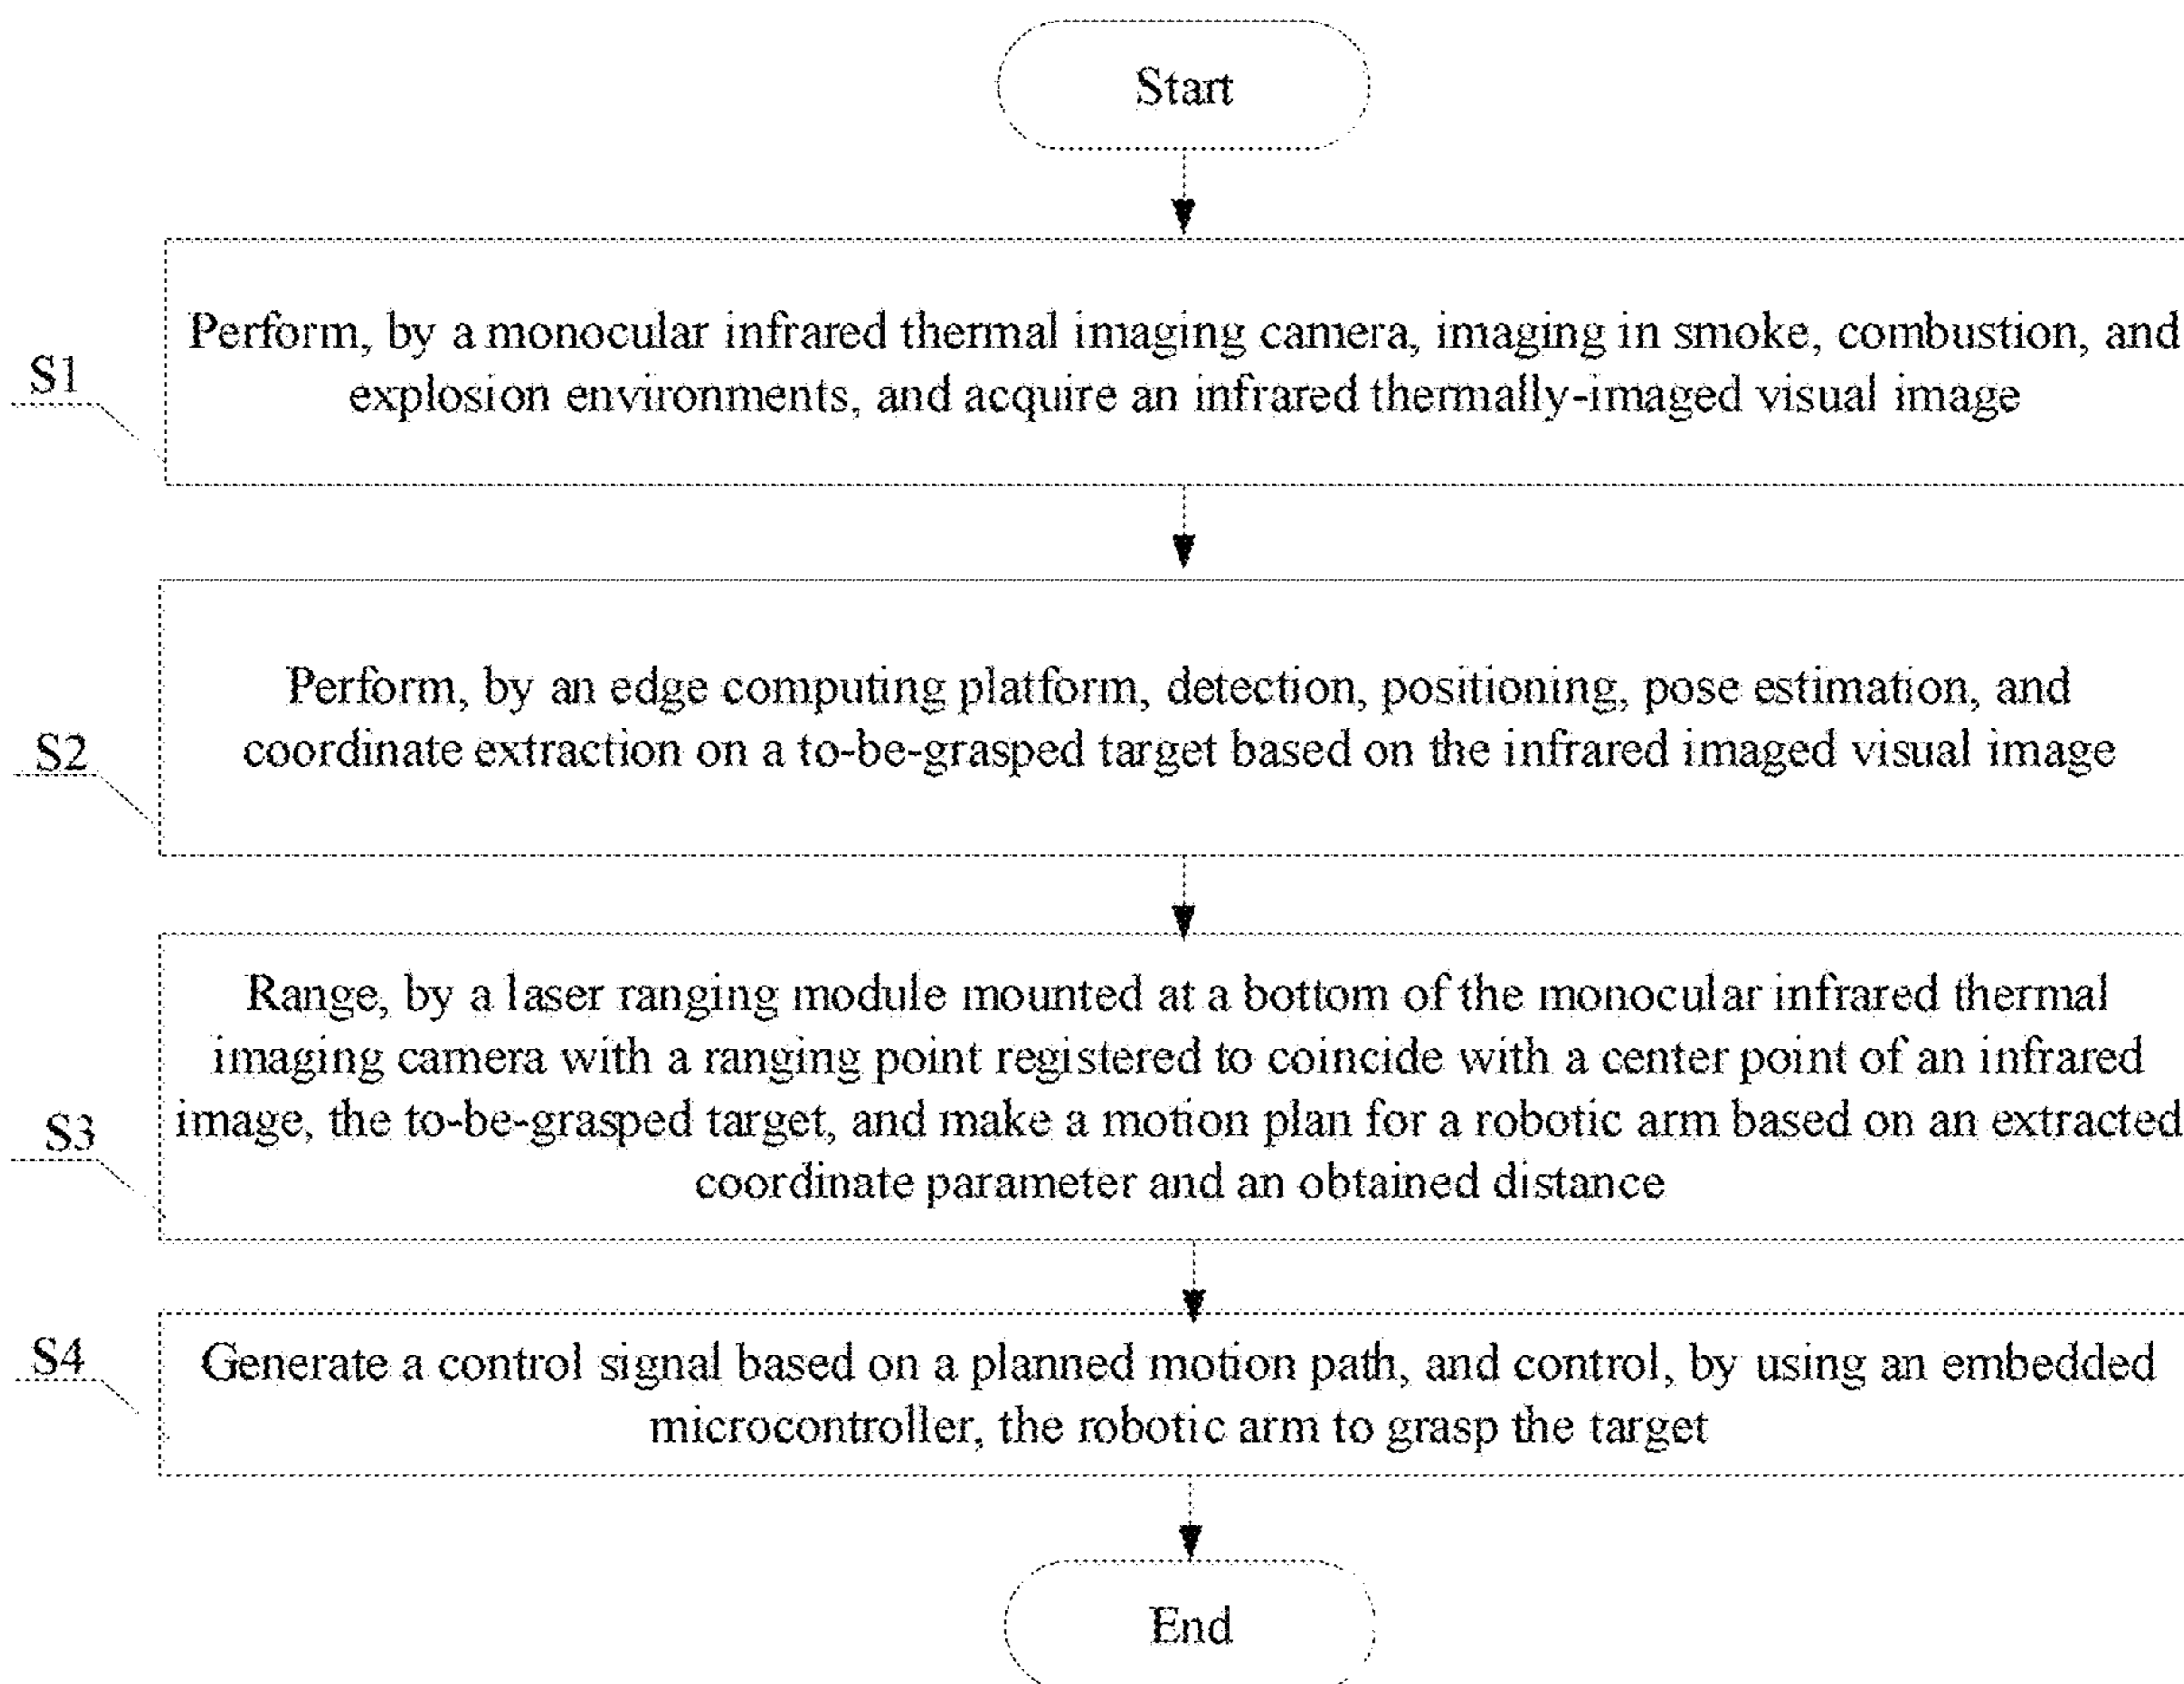 Start
S1
Perform, by a monocular infrared thermal imaging camera, imaging in smoke, combustion, and
explosion environments, and acquire an infrared thermally-imaged visual image
S2
Perform, by an edge computing platform, detection, positioning, pose estimation, and
coordinate extraction on a to-be-grasped target based on the infrared imaged visual image
S3
Range, by a laser ranging module mounted at a bottom of the monocular infrared thermal
imaging camera with a ranging point registered to coincide with a center point of an infrared
image, the to-be-grasped target, and make a motion plan for a robotic arm based on an extracted
coordinate parameter and an obtained distance
S4
Generate a control signal based on a planned motion path, and control, by using an embedded
microcontroller, the robotic arm to grasp the target
End